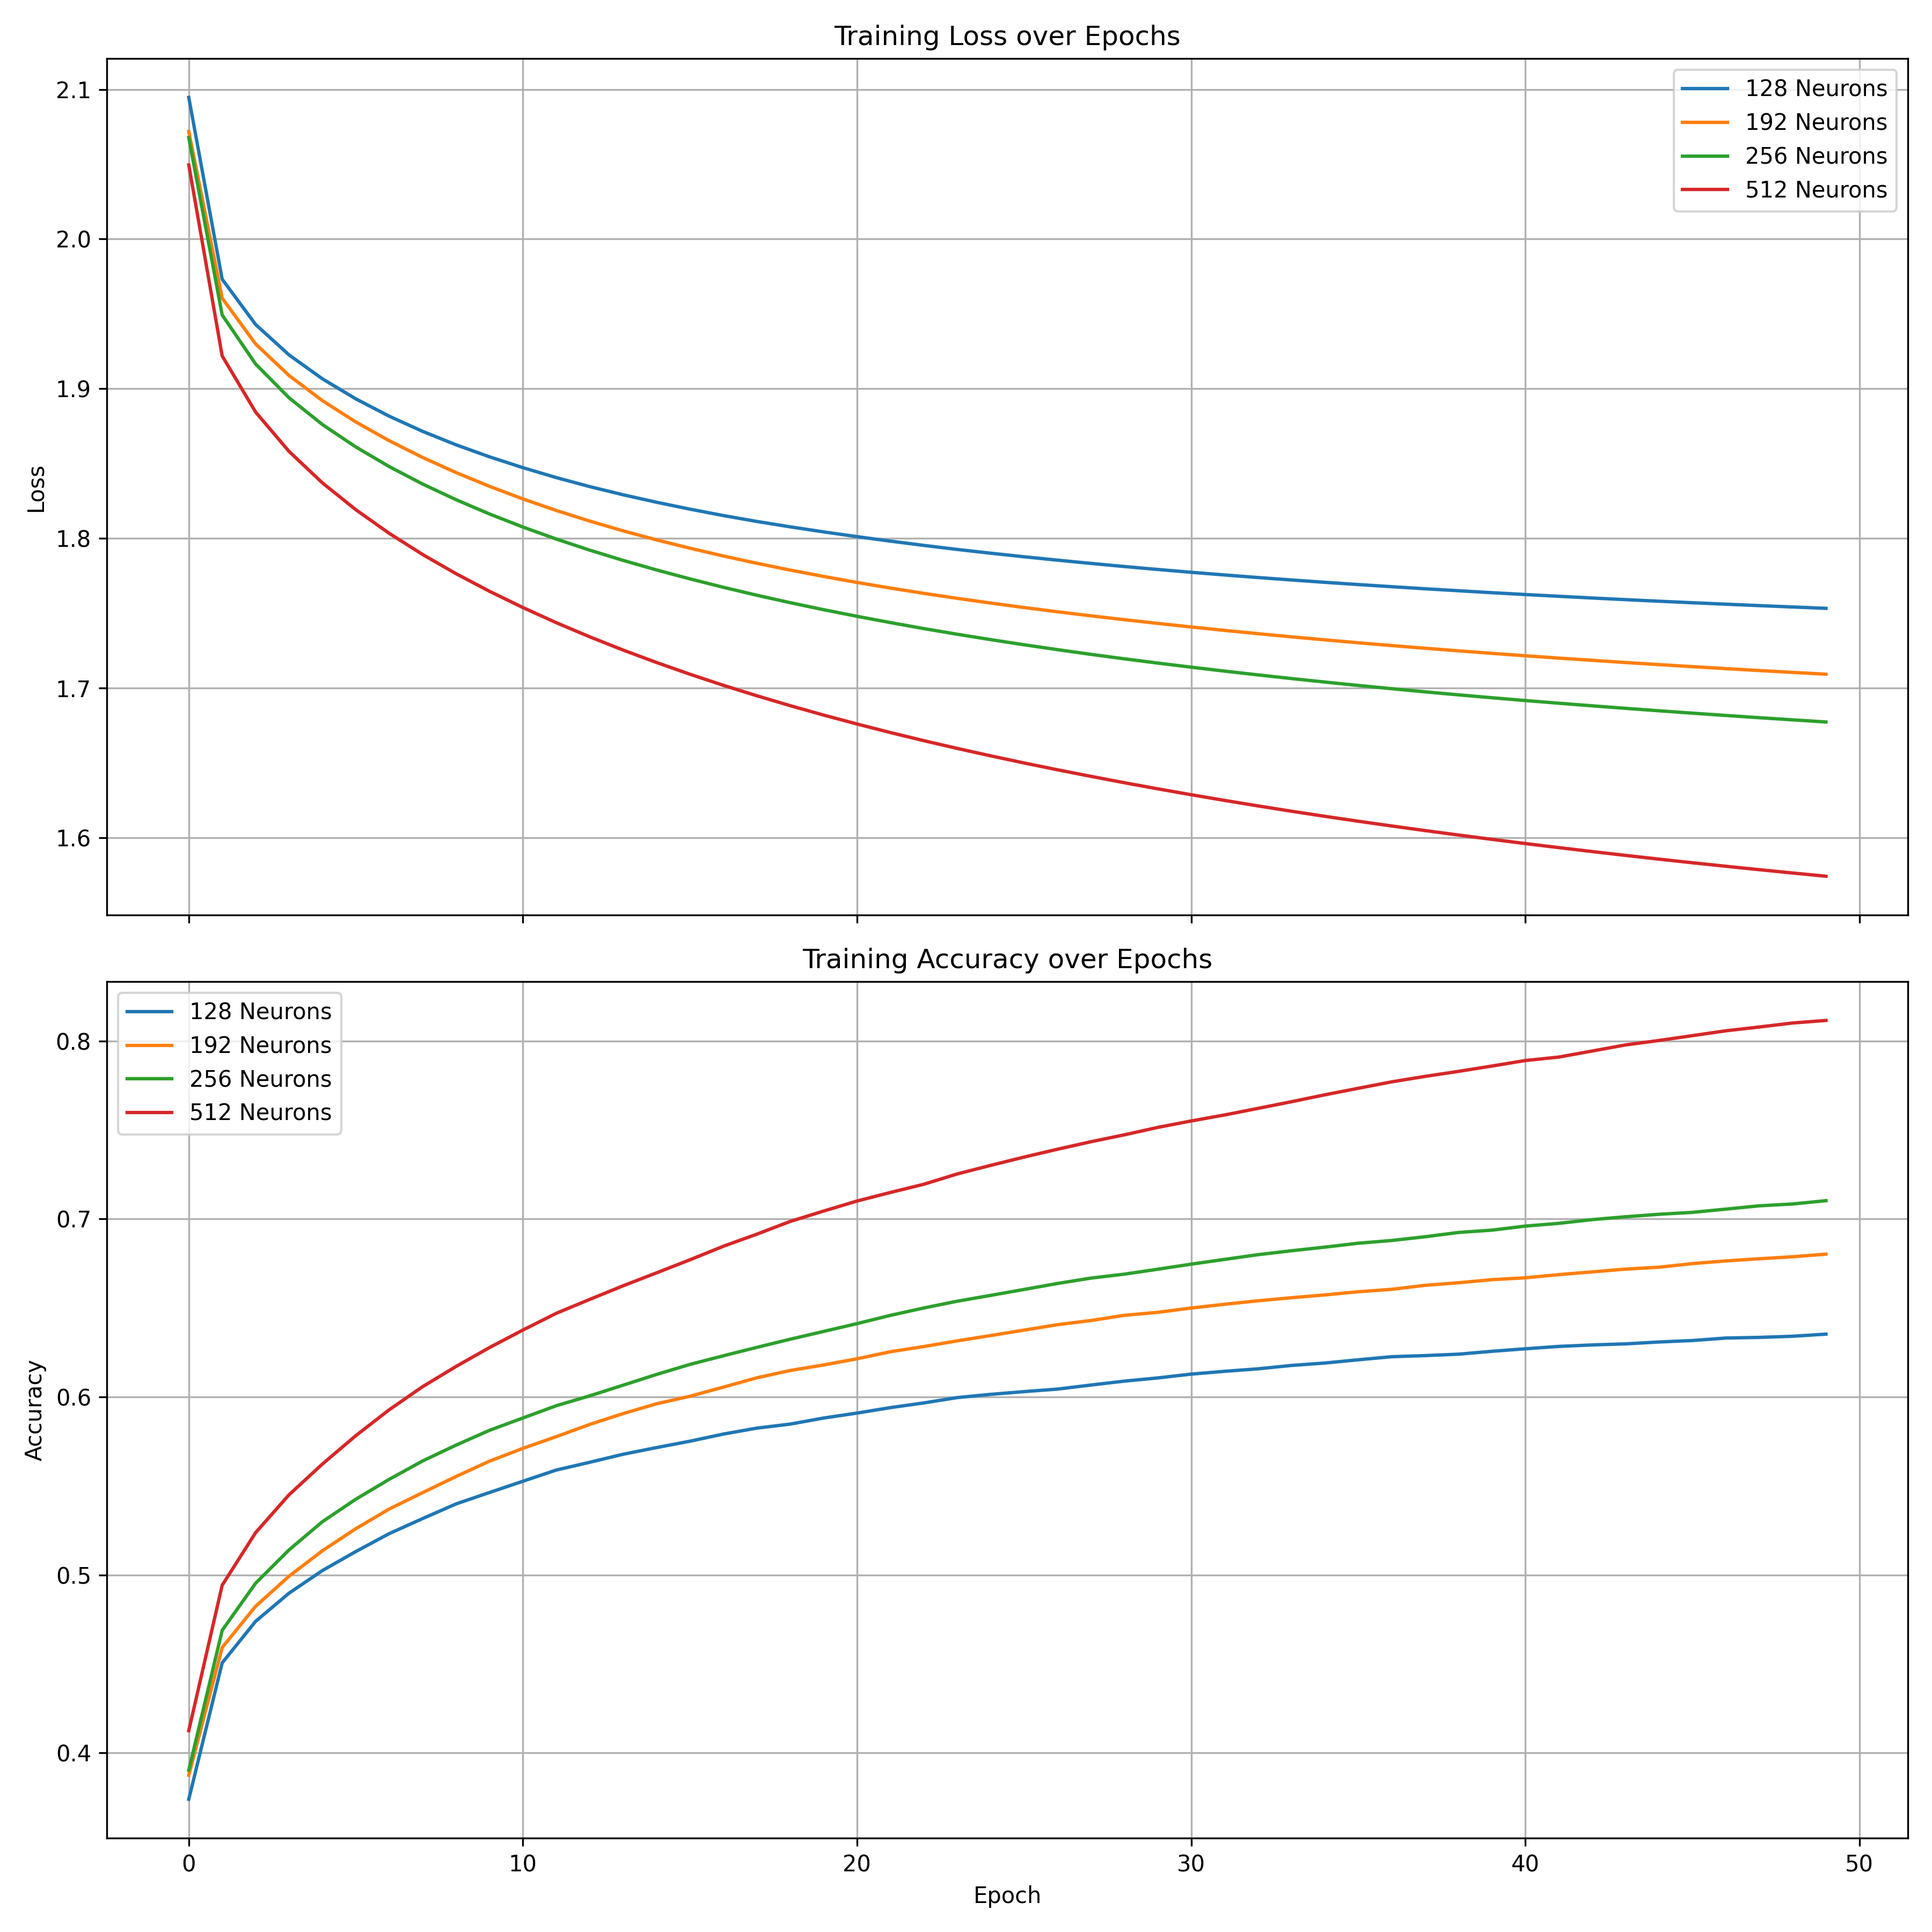 Training Loss over Epochs
2.1
2.0
1.9
1.8
1.7
1.6
Loss
128 Neurons
192 Neurons
256 Neurons
512 Neurons
Training Accuracy over Epochs
0.8
0.7
0.6
0.5
0.4
Accuracy
128 Neurons
192 Neurons
256 Neurons
512 Neurons
0 10 20 30 40 50
Epoch